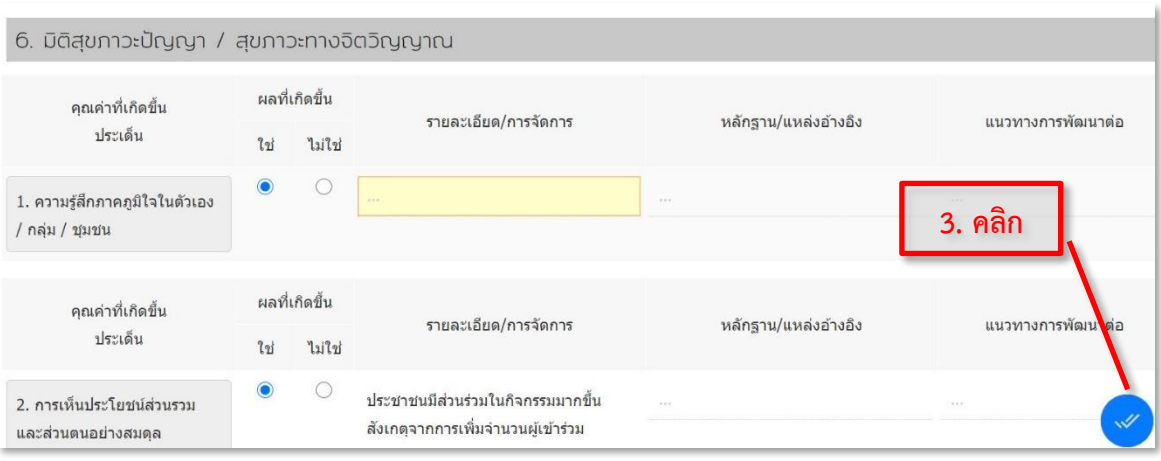 6. มิติสุขภาวะปัญญา / สุขภาวะทางจิตวิญญาณ
คุณค่าที่เกิดขึ้น
ประเด็น
ผลที่เกิดขึ้น
ใช่ ไม่ใช่
รายละเอียด/การจัดการ
หลักฐาน/แหล่งอ้างอิง
แนวทางการพัฒนาต่อ
1. ความรู้สึกภาคภูมิใจในตัวเอง
/ กลุ่ม / ชุมชน
...
...
...
3. คลิก
คุณค่าที่เกิดขึ้น
ประเด็น
ผลที่เกิดขึ้น
ใช่ ไม่ใช่
รายละเอียด/การจัดการ
หลักฐาน/แหล่งอ้างอิง
แนวทางการพัฒนาต่อ
2. การเห็นประโยชน์ส่วนรวม
และส่วนตนอย่างสมดุล
ประชาชนมีส่วนร่วมในกิจกรรมมากขึ้น
สังเกตุจากการเพิ่มจำนวนผู้เข้าร่วม
...
...